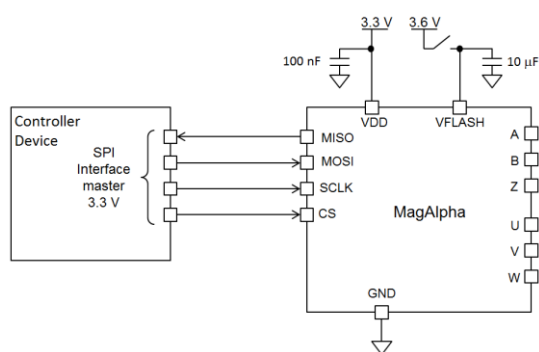 3.3 V
3.6 V
100 nF
10 µF
Controller
Device
SPI
Interface
master
3.3 V
VDD
VFLASH
MISO
MOSI
SCLK
CS
MagAlpha
A
B
Z
U
V
W
GND